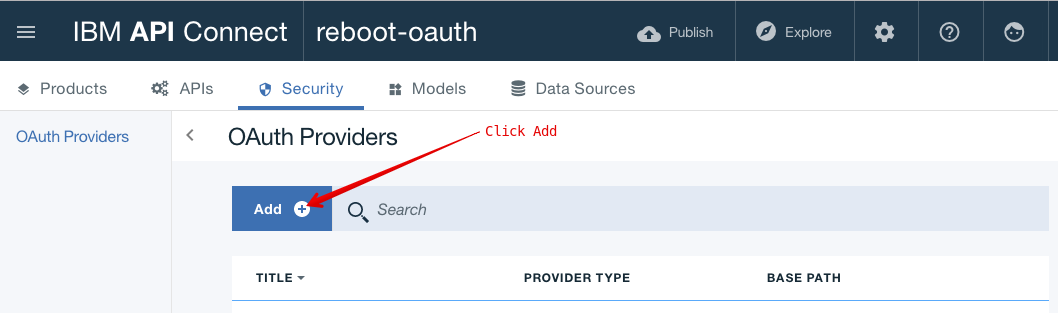 IBM API Connect reboot-oauth Publish Explore
Products APIs Security Models Data Sources
OAuth Providers OAuth Providers Click Add
Add Search
TITLE PROVIDER TYPE BASE PATH